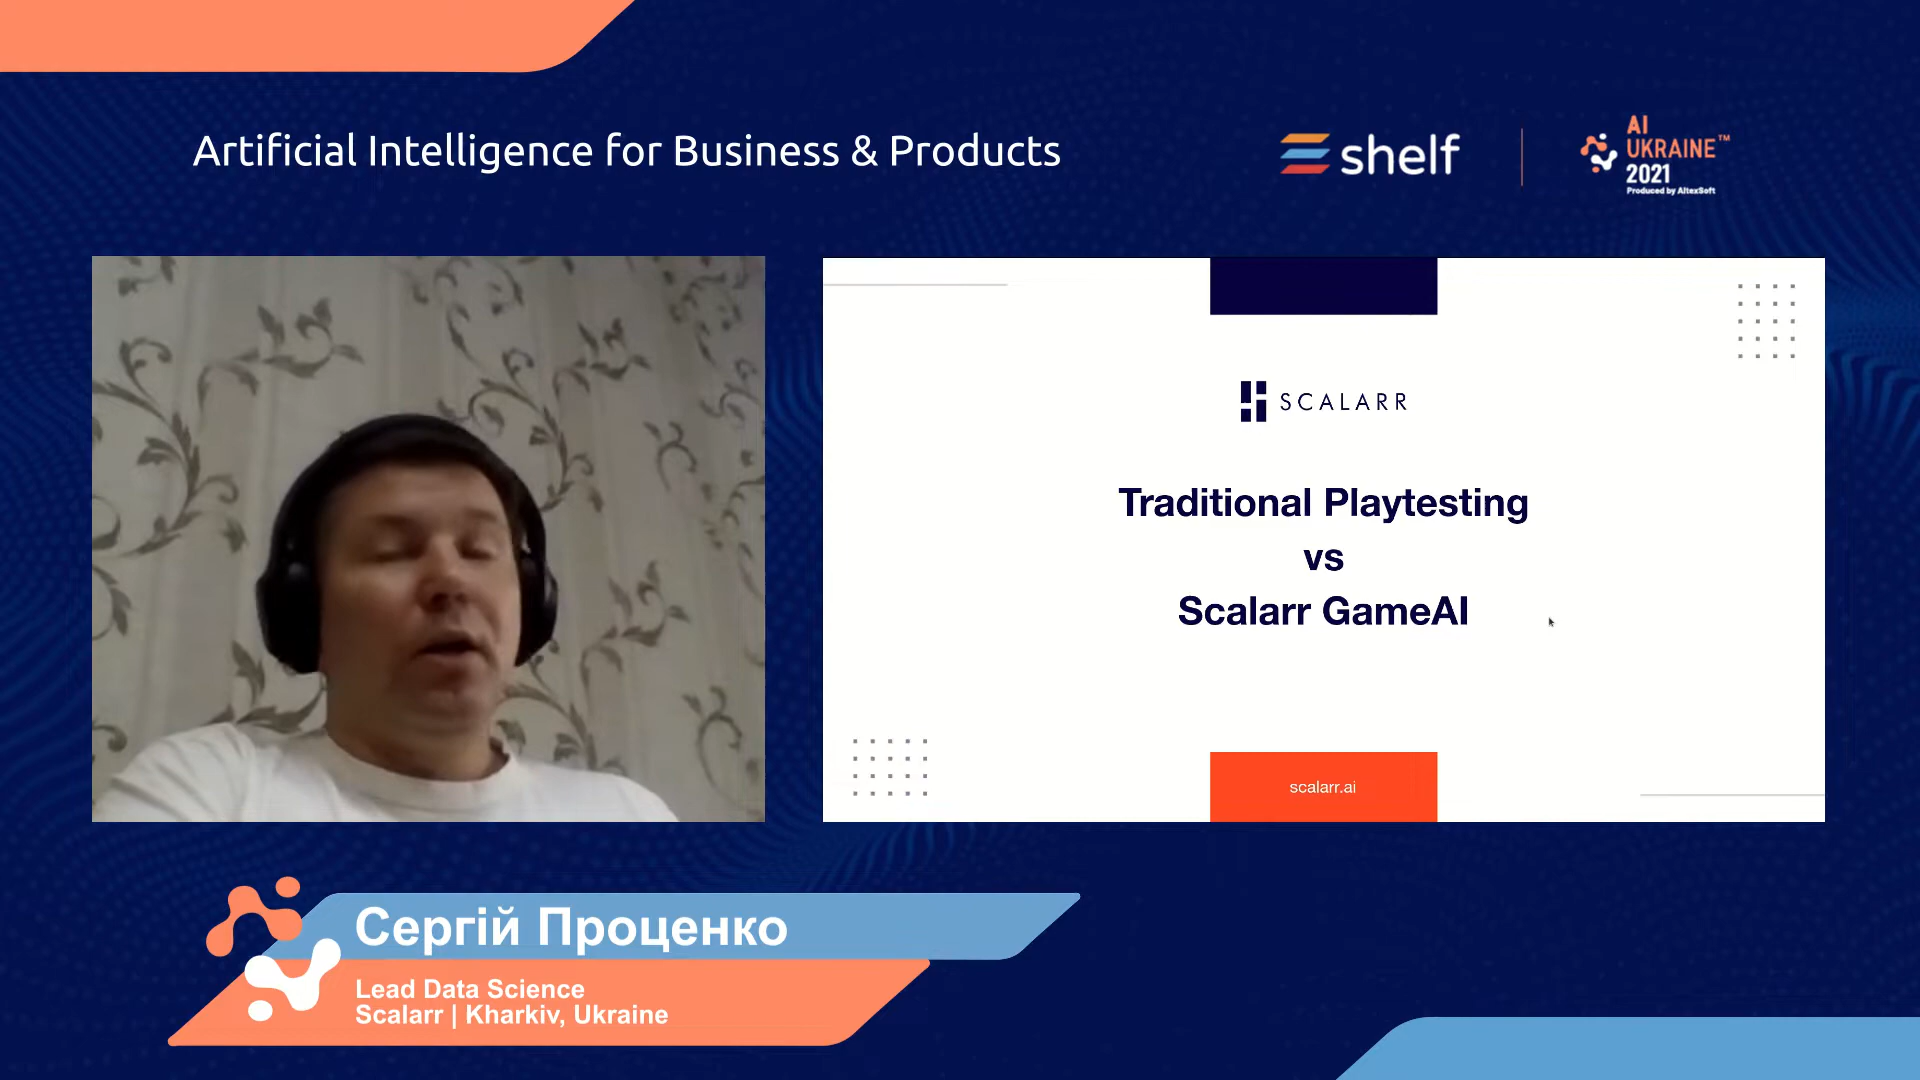 Artificial Intelligence for Business & Products
shelf
AI
UKRAINE™
2021
Produced by AltexSoft
SCALARR
Traditional Playtesting
vs
Scalarr GameAI
scalarr.ai
Сергій Проценко
Lead Data Science
Scalarr | Kharkiv, Ukraine